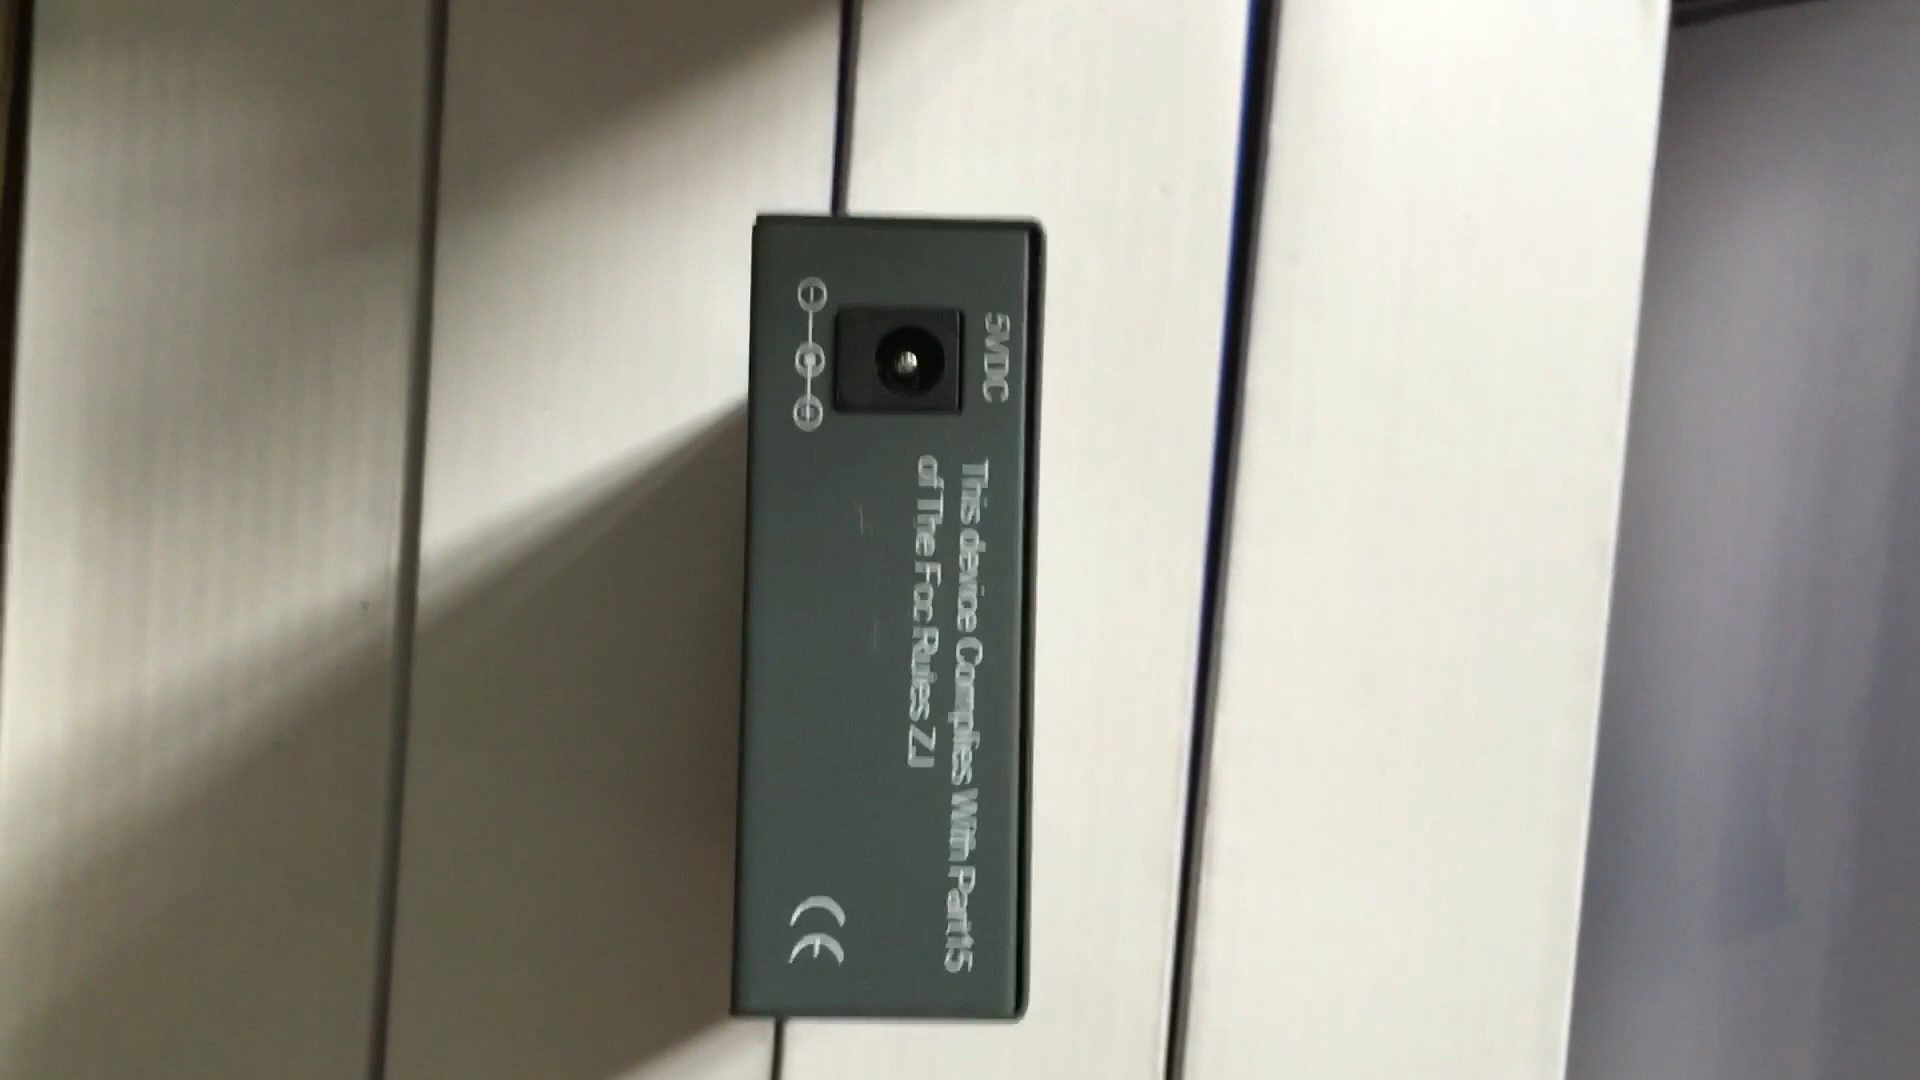 5VDC
This device Complies With Part15
of The Fcc Rules ZJ
CE